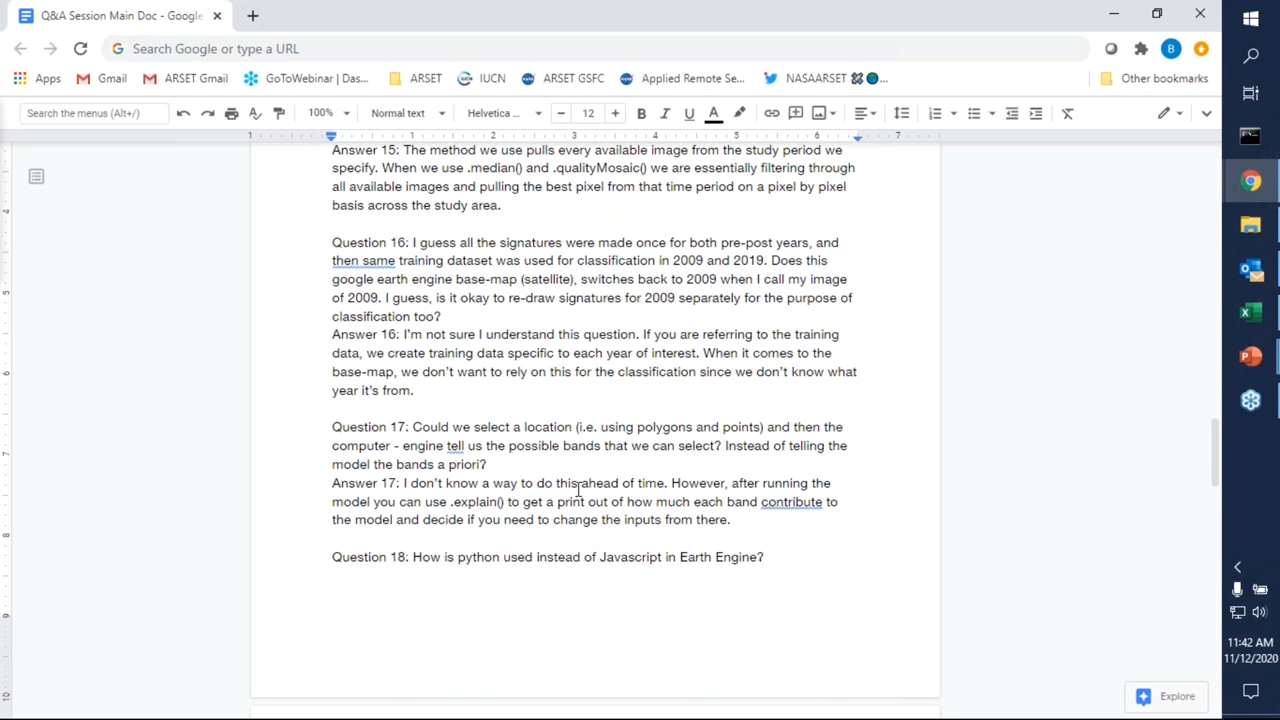 Q&A Session Main Doc - Google
Search Google or type a URL
B
Apps
Gmail
ARSET Gmail
GoToWebinar | Das...
ARSET
IUCN
ARSET GSFC
Applied Remote Se...
NASAARSET
...
Other bookmarks
Search the menus (Alt+/)
100%
Normal text
Helvetica ...
12
B
I
U
A
1 1 2 3 4 5 6 7
Answer 15: The method we use pulls every available image from the study period we
specify. When we use .median() and .qualityMosaic() we are essentially filtering through
all available images and pulling the best pixel from that time period on a pixel by pixel
basis across the study area.
Question 16: I guess all the signatures were made once for both pre-post years, and
then same training dataset was used for classification in 2009 and 2019. Does this
google earth engine base-map (satellite), switches back to 2009 when I call my image
of 2009. I guess, is it okay to re-draw signatures for 2009 separately for the purpose of
classification too?
Answer 16: I'm not sure I understand this question. If you are referring to the training
data, we create training data specific to each year of interest. When it comes to the
base-map, we don't want to rely on this for the classification since we don't know what
year it's from.
Question 17: Could we select a location (i.e. using polygons and points) and then the
computer - engine tell us the possible bands that we can select? Instead of telling the
model the bands a priori?
Answer 17: I don't know a way to do this ahead of time. However, after running the
model you can use .explain() to get a print out of how much each band contribute to
the model and decide if you need to change the inputs from there.
Question 18: How is python used instead of Javascript in Earth Engine?
4
5
6
7
8
9
10
Explore
11:42 AM
11/12/2020